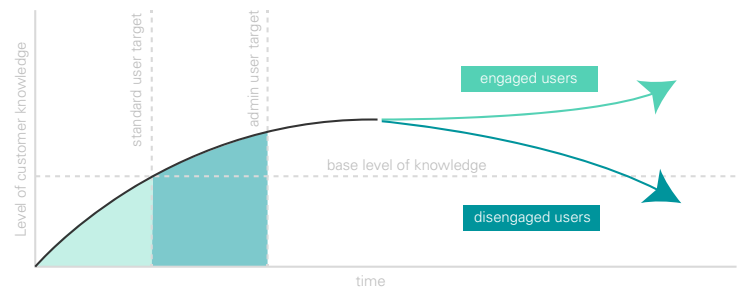 Level of customer knowledge
standard user target
admin user target
engaged users
base level of knowledge
disengaged users
time